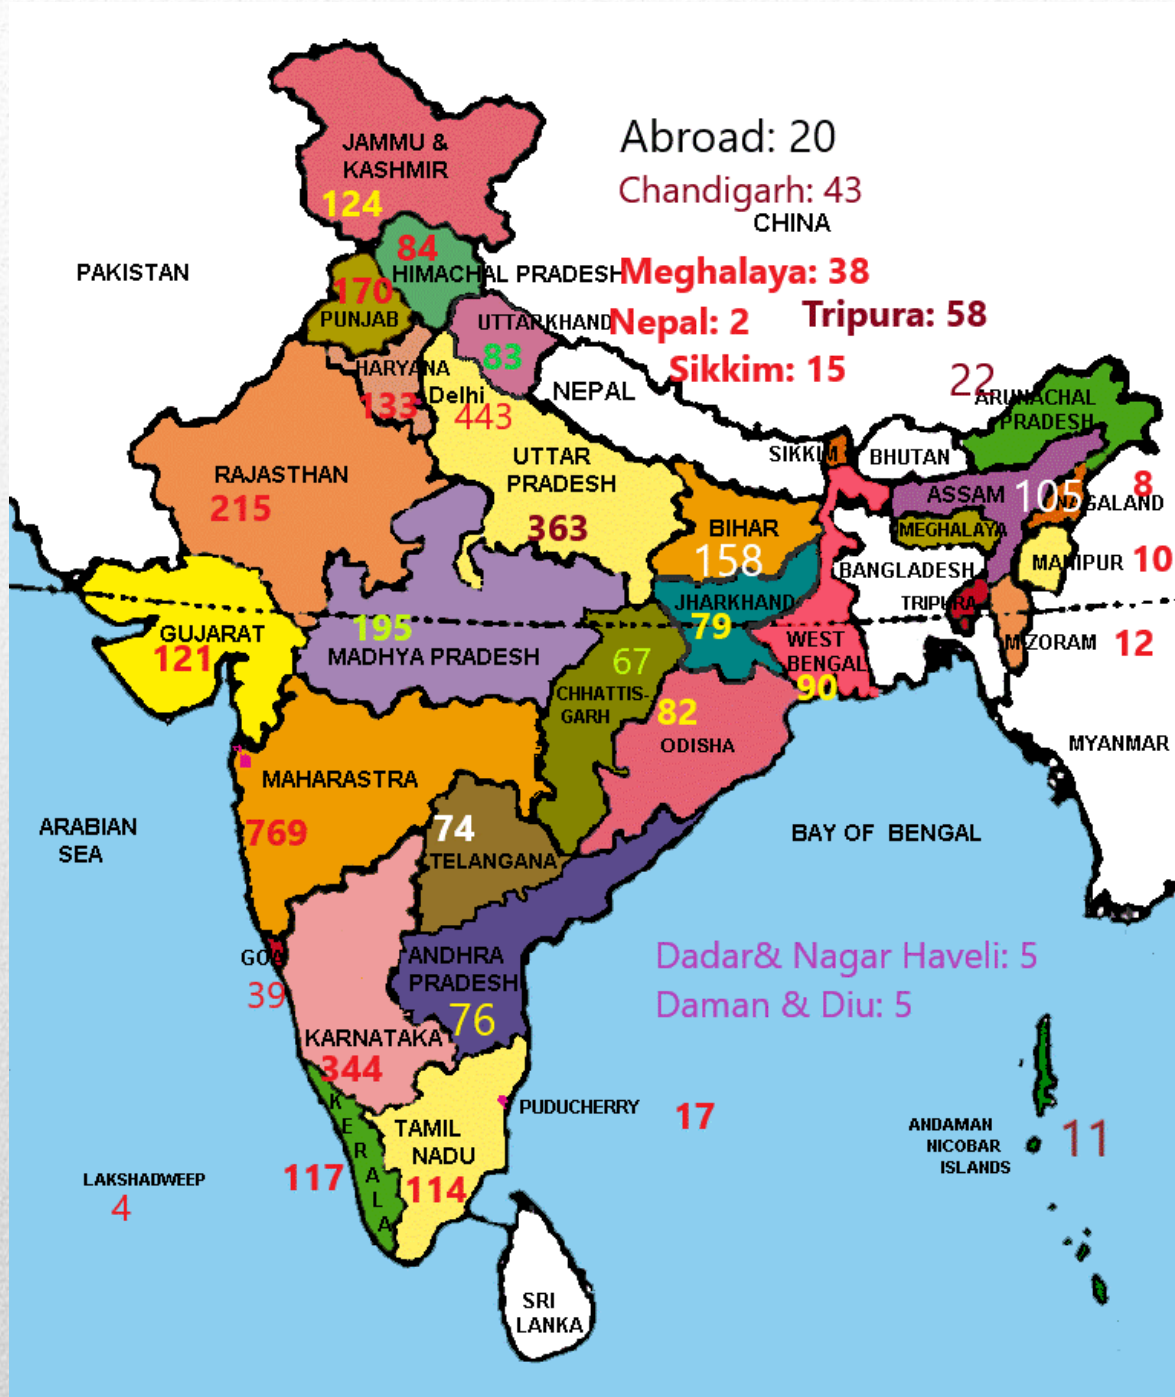 JAMMU &
KASHMIR
124
Abroad: 20
Chandigarh: 43
CHINA
84
HIMACHAL PRADESH
Meghalaya: 38
PAKISTAN
170
PUNJAB
UTTARKHAND
Nepal: 2
Tripura: 58
83
Sikkim: 15
HARYANA
133
Delhi
443
NEPAL
22
ARUNACHAL
PRADESH
SIKKIM
BHUTAN
RAJASTHAN
215
UTTAR
PRADESH
363
ASSAM
105
8
NAGALAND
BIHAR
158
MEGHALAYA
BANGLADESH
MANIPUR
10
JHARKHAND
79
TRIPURA
GUJARAT
121
195
MADHYA PRADESH
67
CHHATTIS-
GARH
WEST
BENGAL
90
MIZORAM
12
82
ODISHA
MYANMAR
MAHARASTRA
769
74
TELANGANA
ARABIAN
SEA
BAY OF BENGAL
GOA
39
ANDHRA
PRADESH
76
Dadar& Nagar Haveli: 5
Daman & Diu: 5
KARNATAKA
344
KERALA
117
TAMIL
NADU
114
PUDUCHERRY
17
ANDAMAN
NICOBAR
ISLANDS
11
LAKSHADWEEP
4
SRI
LANKA